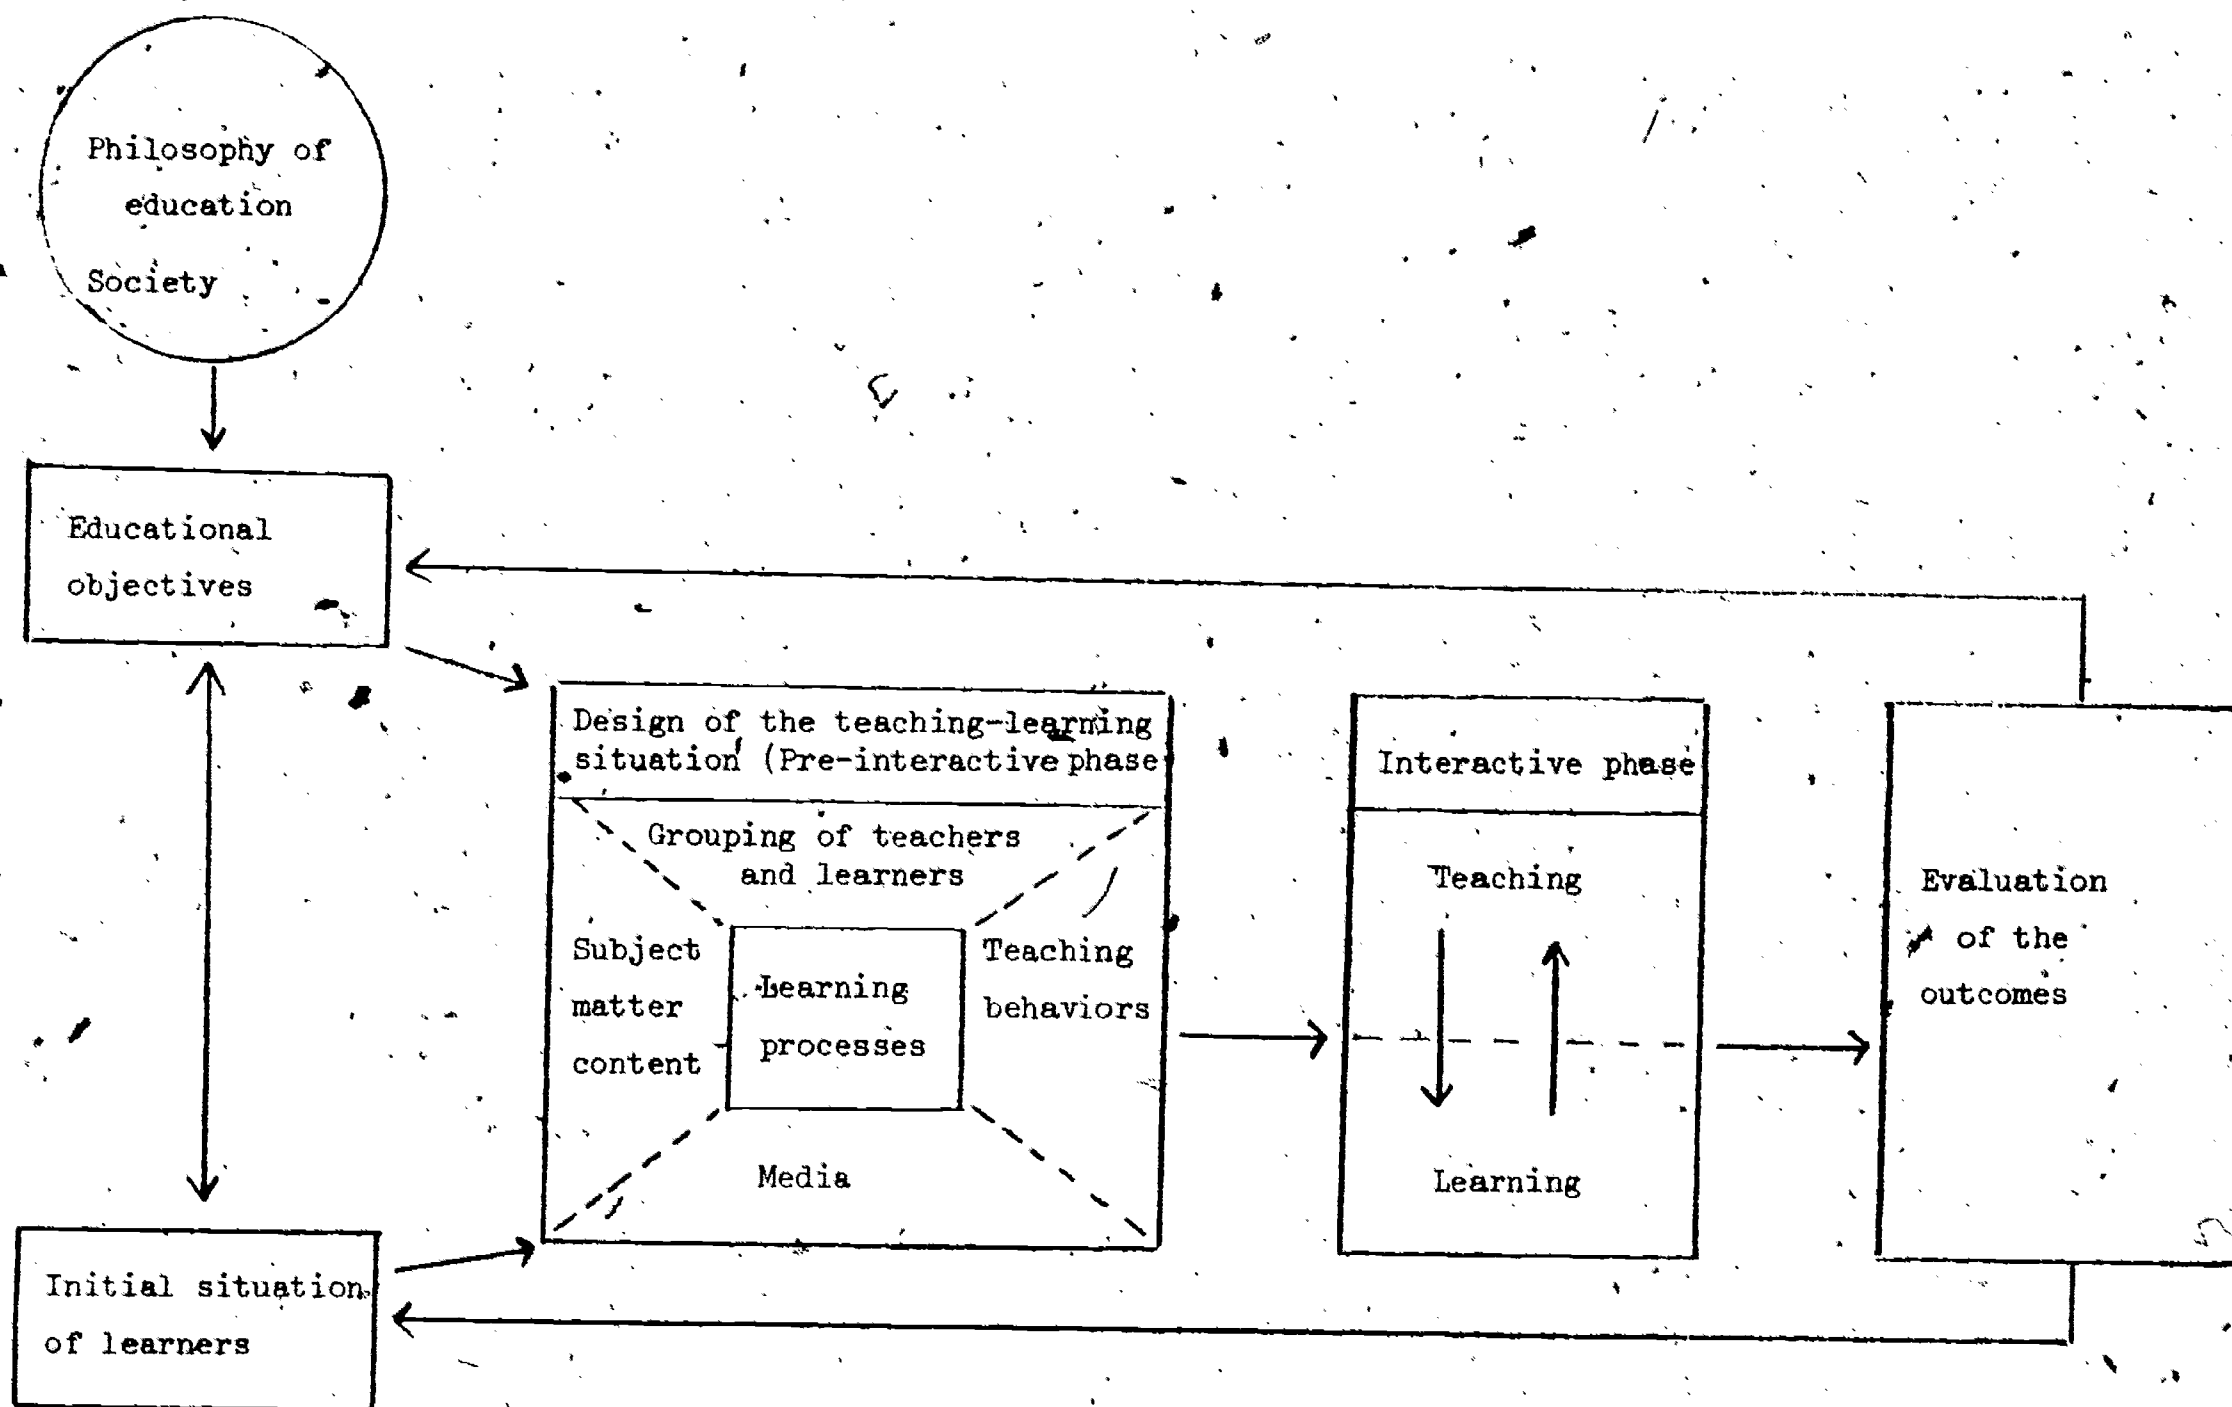 Philosophy of
education
Society
Educational
objectives
Design of the teaching-learning
situation (Pre-interactive phase
Grouping of teachers
and learners
Subject
matter
content
Learning
processes
Teaching
behaviors
Media
Interactive phase
Teaching
Learning
Evaluation
of the
outcomes
Initial situation
of learners